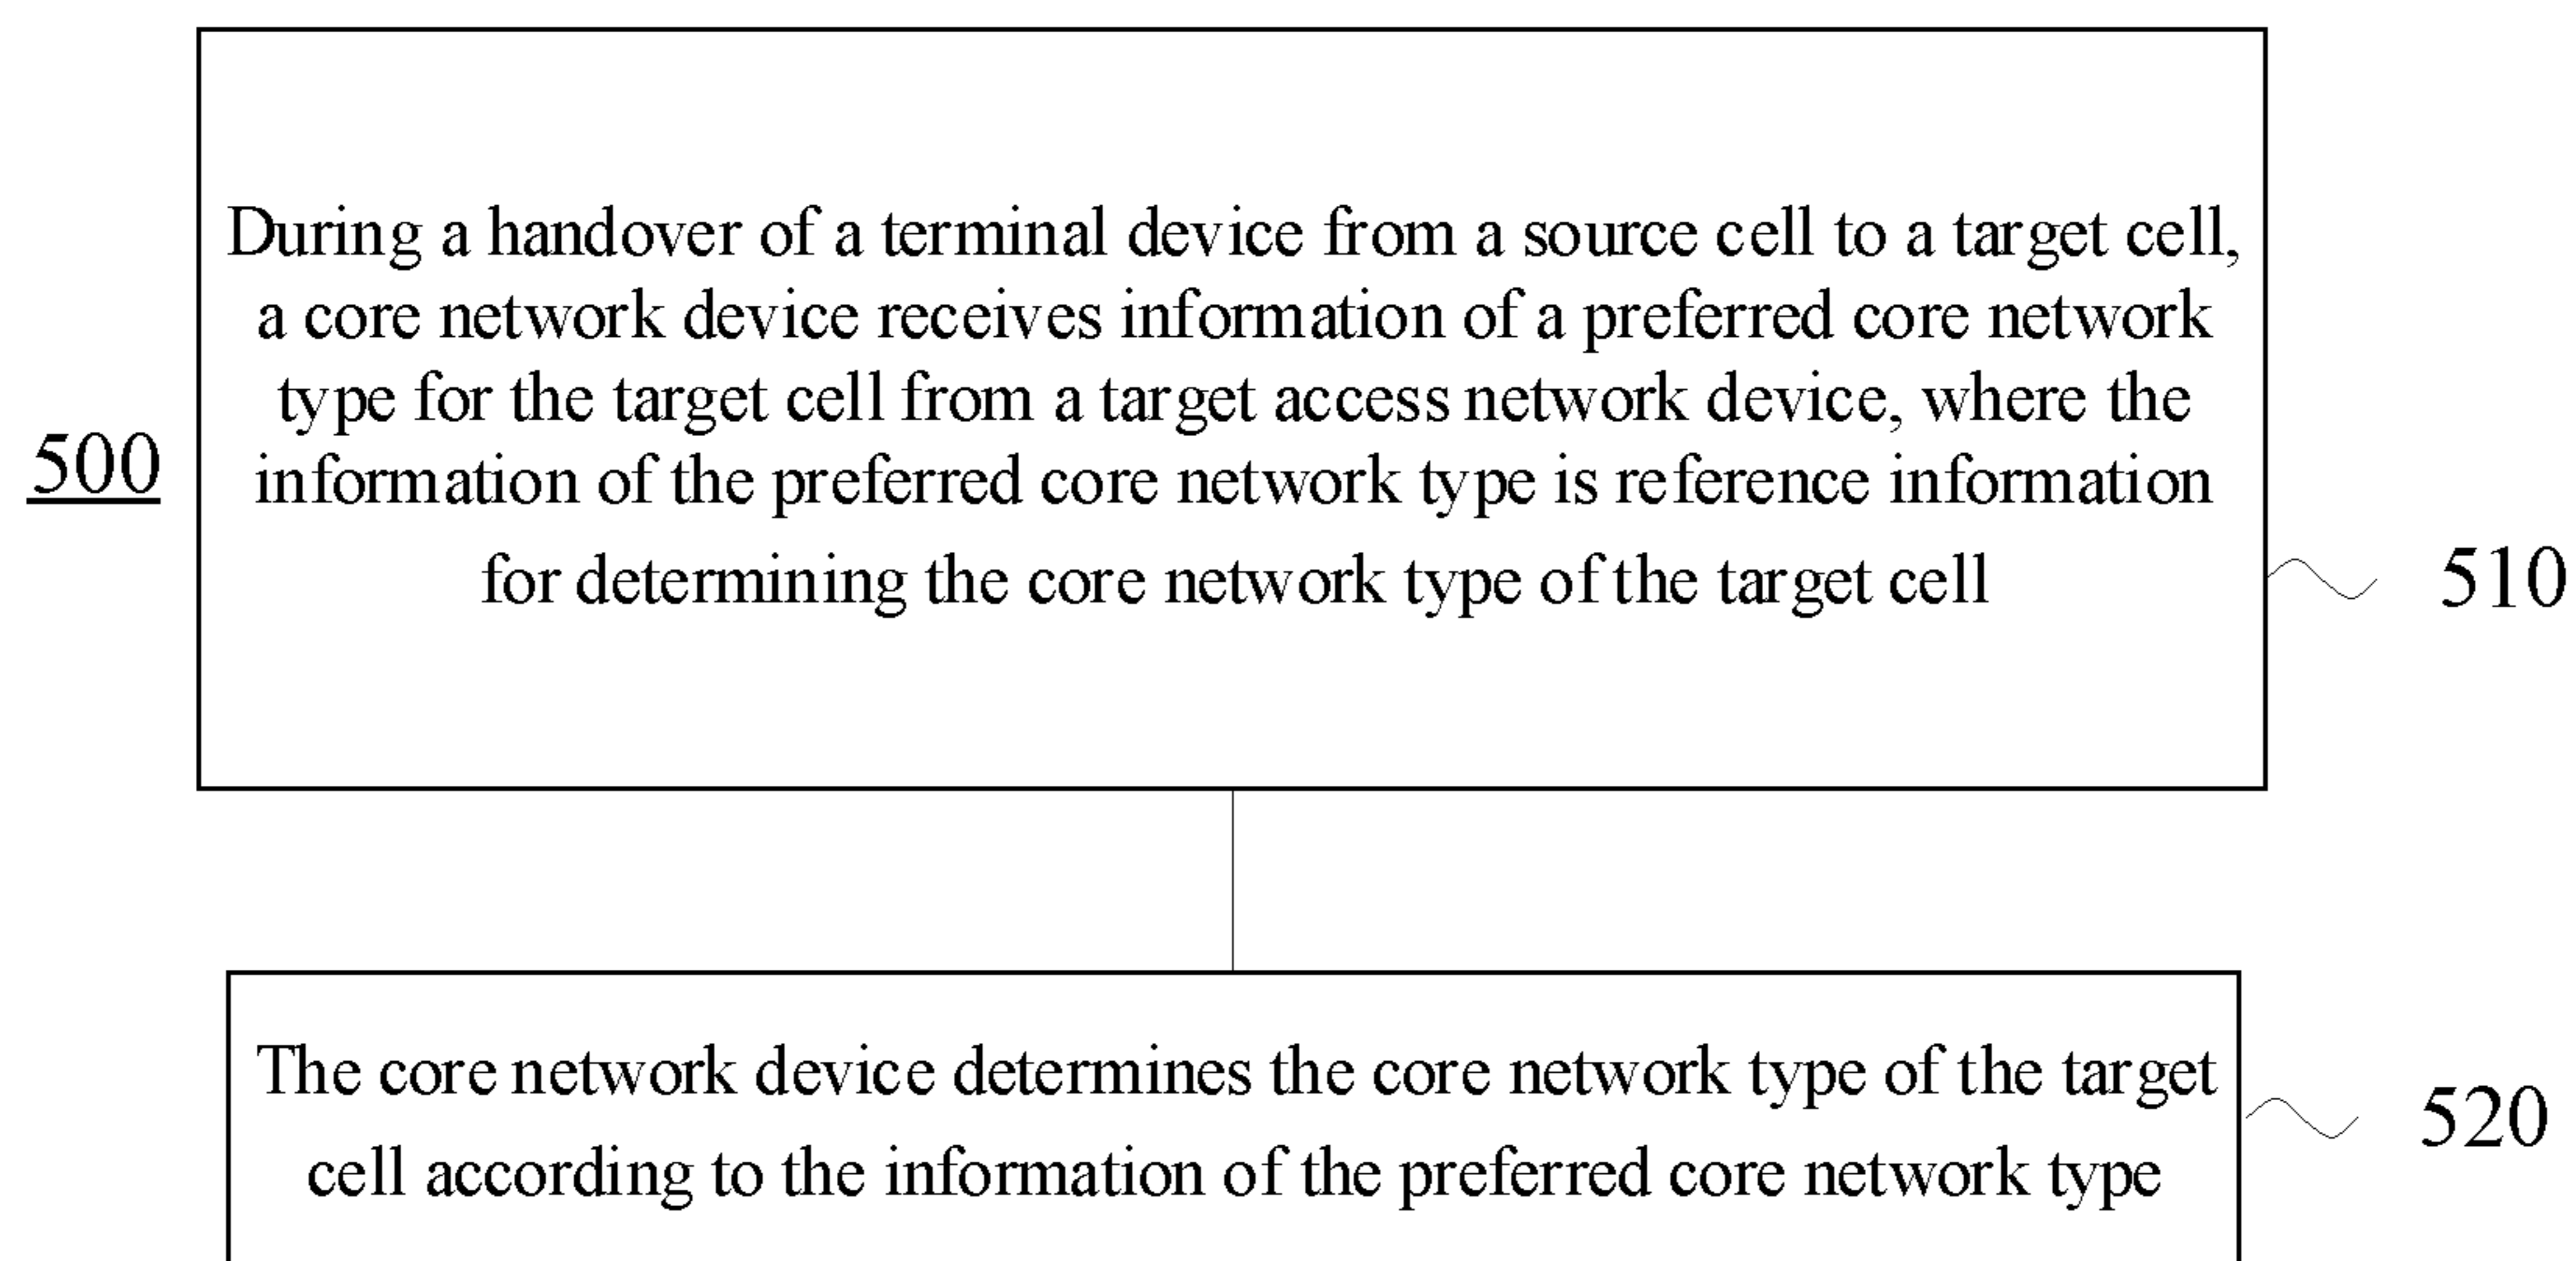 During a handover of a terminal device from a source cell to a target cell,
a core network device receives information of a preferred core network
type for the target cell from a target access network device, where the
information of the preferred core network type is reference information
for determining the core network type of the target cell
500
510
The core network device determines the core network type of the target
cell according to the information of the preferred core network type
520